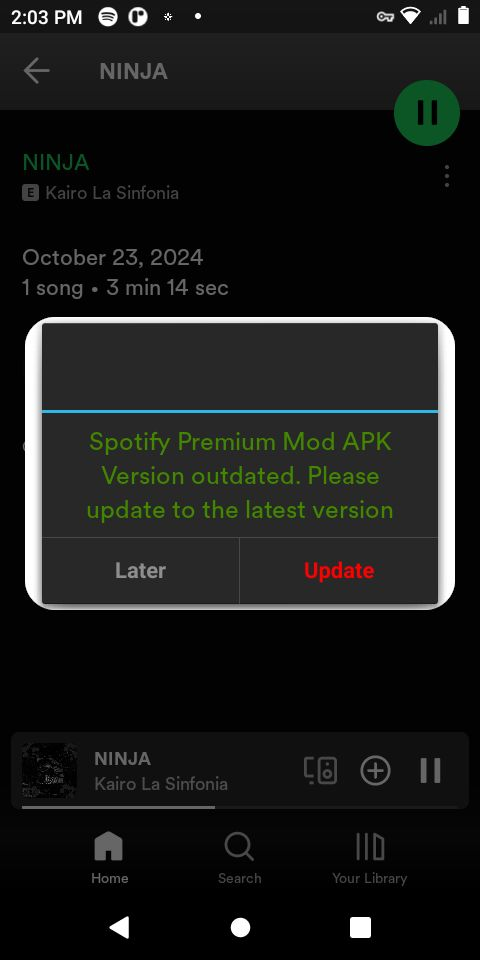 2:03 PM
NINJA
NINJA
E Kairo La Sinfonia
October 23, 2024
1 song • 3 min 14 sec
Spotify Premium Mod APK
Version outdated. Please
update to the latest version
Later Update
NINJA
Kairo La Sinfonia
Home Search Your Library